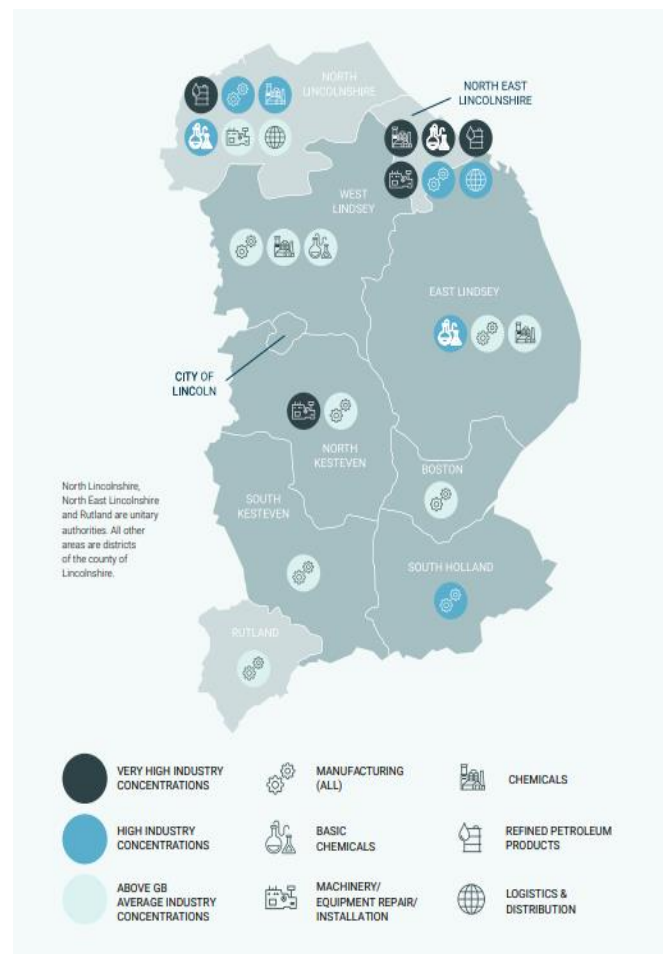 NORTH
LINCOLNSHIRE
NORTH EAST
LINCOLNSHIRE
WEST
LINDSEY
EAST LINDSEY
CITY OF
LINCOLN
NORTH
KESTEVEN
BOSTON
SOUTH
KESTEVEN
North Lincolnshire,
North East Lincolnshire
and Rutland are unitary
authorities. All other
areas are districts
of the county of
Lincolnshire.
SOUTH HOLLAND
RUTLAND
VERY HIGH INDUSTRY
CONCENTRATIONS
MANUFACTURING
(ALL)
CHEMICALS
HIGH INDUSTRY
CONCENTRATIONS
BASIC
CHEMICALS
REFINED PETROLEUM
PRODUCTS
ABOVE GB
AVERAGE INDUSTRY
CONCENTRATIONS
MACHINERY/
EQUIPMENT REPAIR/
INSTALLATION
LOGISTICS &
DISTRIBUTION